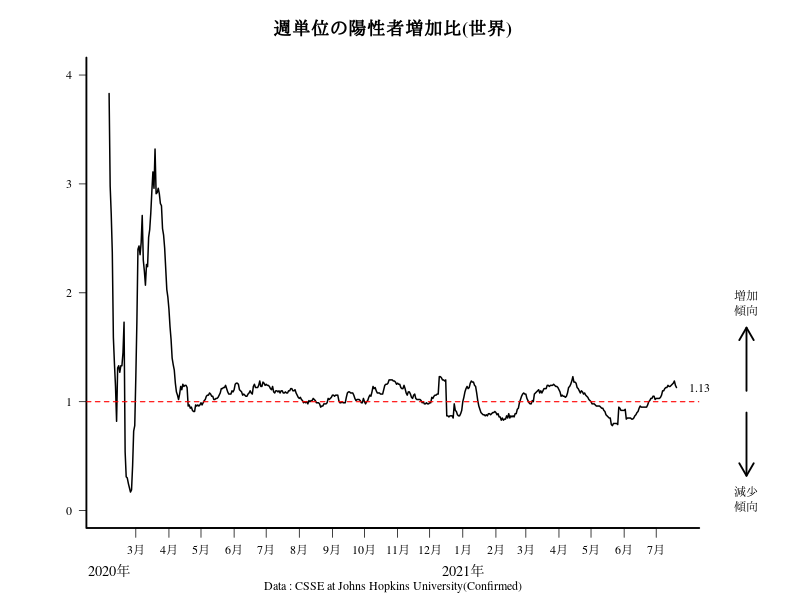 週単位の陽性者増加比(世界)
4
3
2
1
0
1.13
増加
傾向
減少
傾向
3月 4月 5月 6月 7月 8月 9月 10月 11月 12月 1月 2月 3月 4月 5月 6月 7月
2020年 2021年
Data : CSSE at Johns Hopkins University(Confirmed)